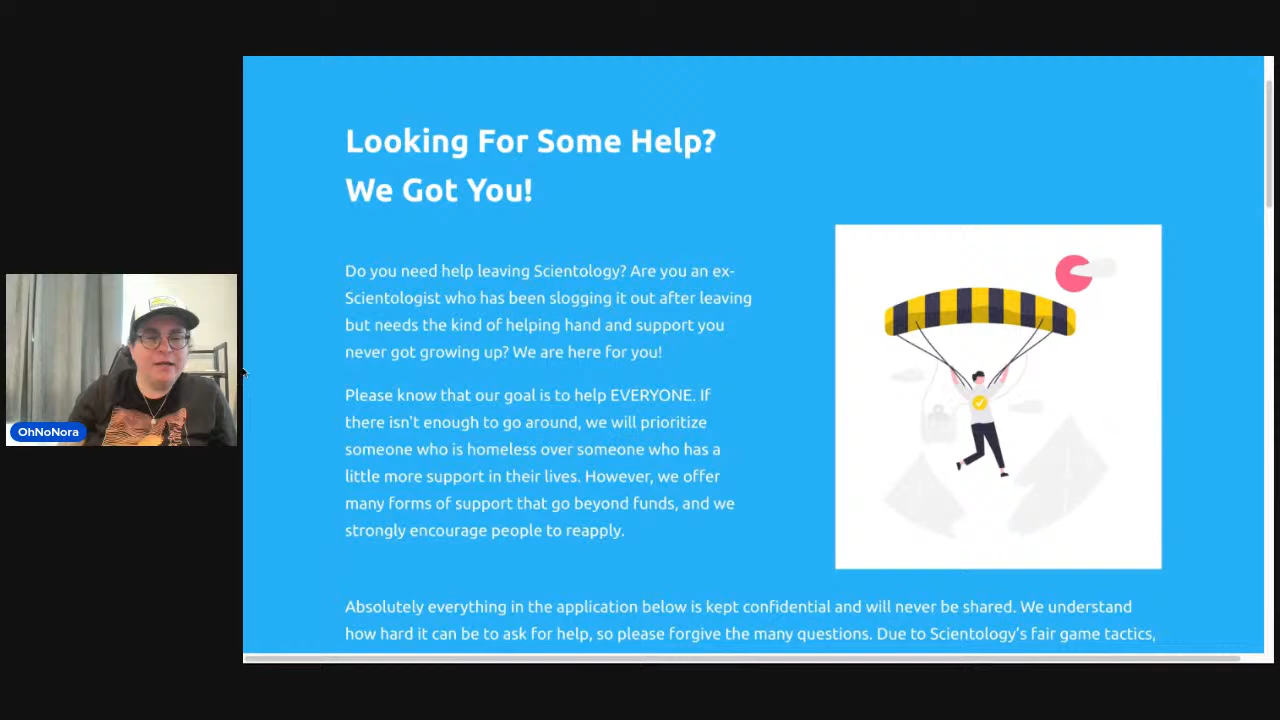 Looking For Some Help?
We Got You!
Do you need help leaving Scientology? Are you an ex-
Scientologist who has been slogging it out after leaving
but needs the kind of helping hand and support you
never got growing up? We are here for you!
Please know that our goal is to help EVERYONE. If
there isn't enough to go around, we will prioritize
someone who is homeless over someone who has a
little more support in their lives. However, we offer
many forms of support that go beyond funds, and we
strongly encourage people to reapply.
Absolutely everything in the application below is kept confidential and will never be shared. We understand
how hard it can be to ask for help, so please forgive the many questions. Due to Scientology's fair game tactics,
OhNoNora